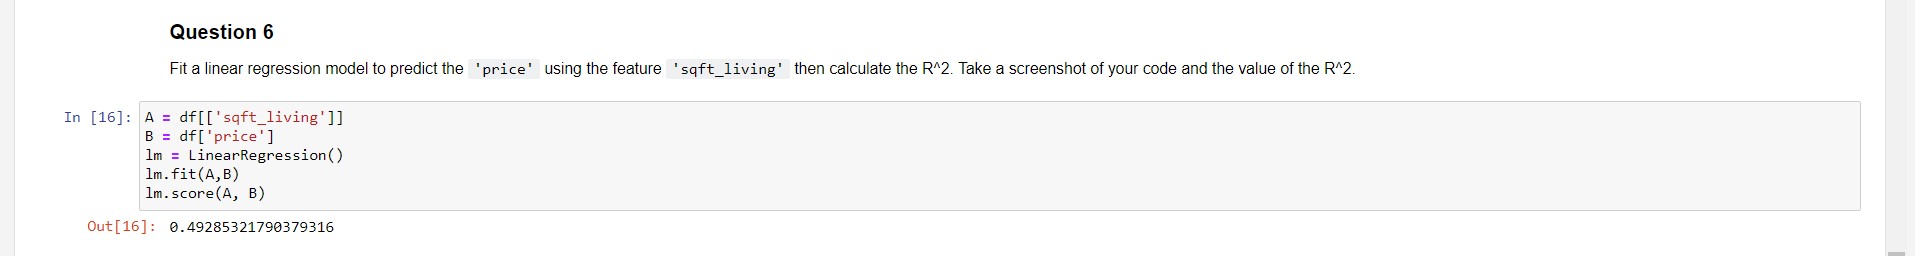 Question 6
Fit a linear regression model to predict the 'price' using the feature 'sqft_living' then calculate the R^2. Take a screenshot of your code and the value of the R^2.
In [16]: A = df[['sqft_living']]
B = df['price']
lm = LinearRegression()
lm.fit(A,B)
lm.score(A, B)
Out[16]: 0.49285321790379316